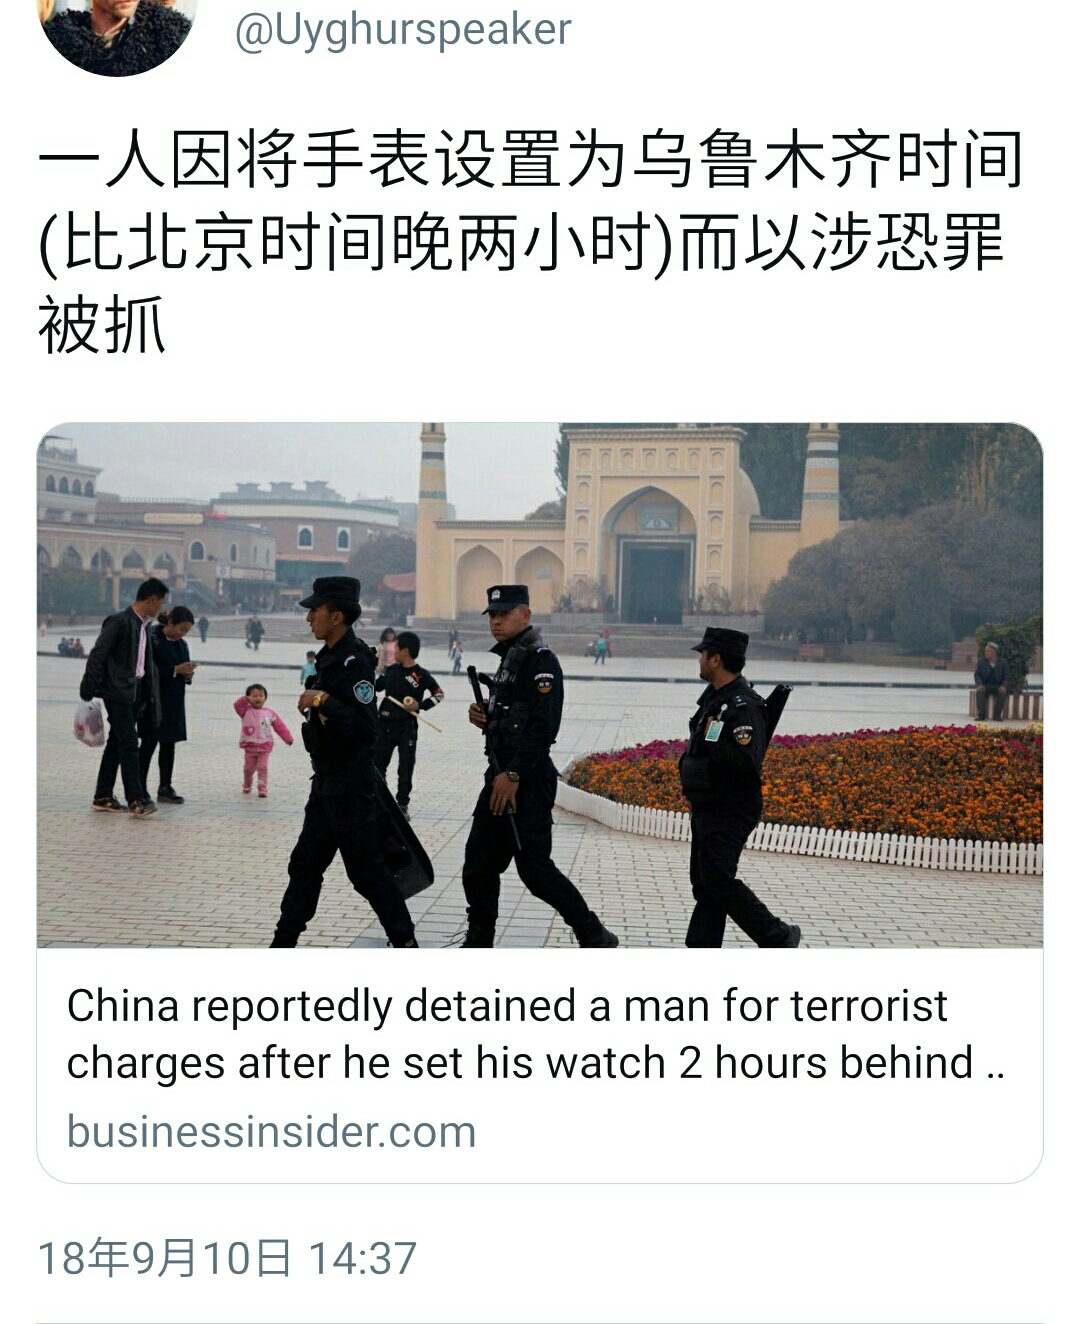 @Uyghurspeaker
一人因将手表设置为乌鲁木齐时间
(比北京时间晚两小时)而以涉恐罪
被抓
China reportedly detained a man for terrorist
charges after he set his watch 2 hours behind ..
businessinsider.com
18年9月10日 14:37